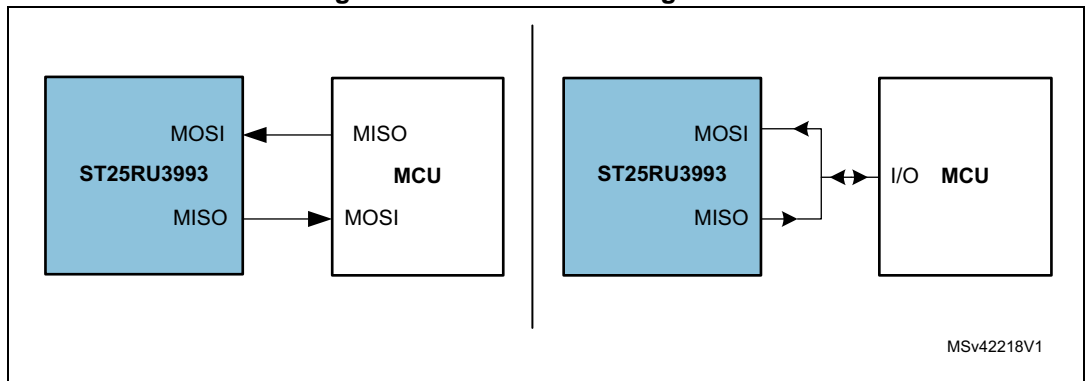 MOSI
MISO
ST25RU3993
MCU
MISO
MOSI
MOSI
ST25RU3993
I/O MCU
MISO
MSv42218V1